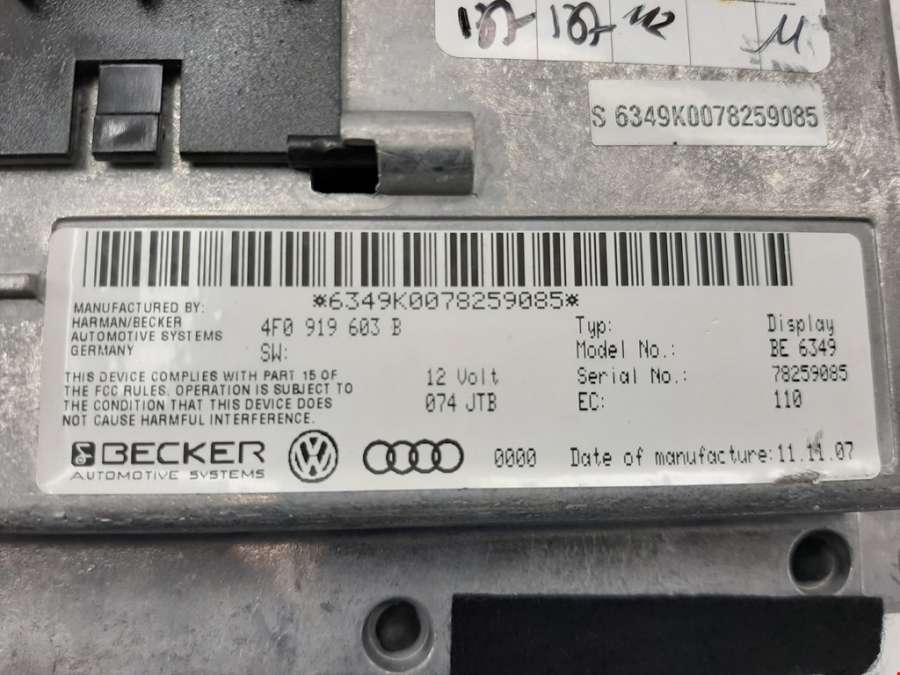 S 6349K0078259085
*6349K0078259085*
MANUFACTURED BY:
HARMAN/BECKER
AUTOMOTIVE SYSTEMS
GERMANY
4F0 919 603 B
SW:
Typ: Display
Model No.: BE 6349
Serial No.: 78259085
EC: 110
THIS DEVICE COMPLIES WITH PART 15 OF
THE FCC RULES. OPERATION IS SUBJECT TO
THE CONDITION THAT THIS DEVICE DOES
NOT CAUSE HARMFUL INTERFERENCE.
12 Volt
074 JTB
BECKER
AUTOMOTIVE SYSTEMS
0000
Date of manufacture: 11.11.07